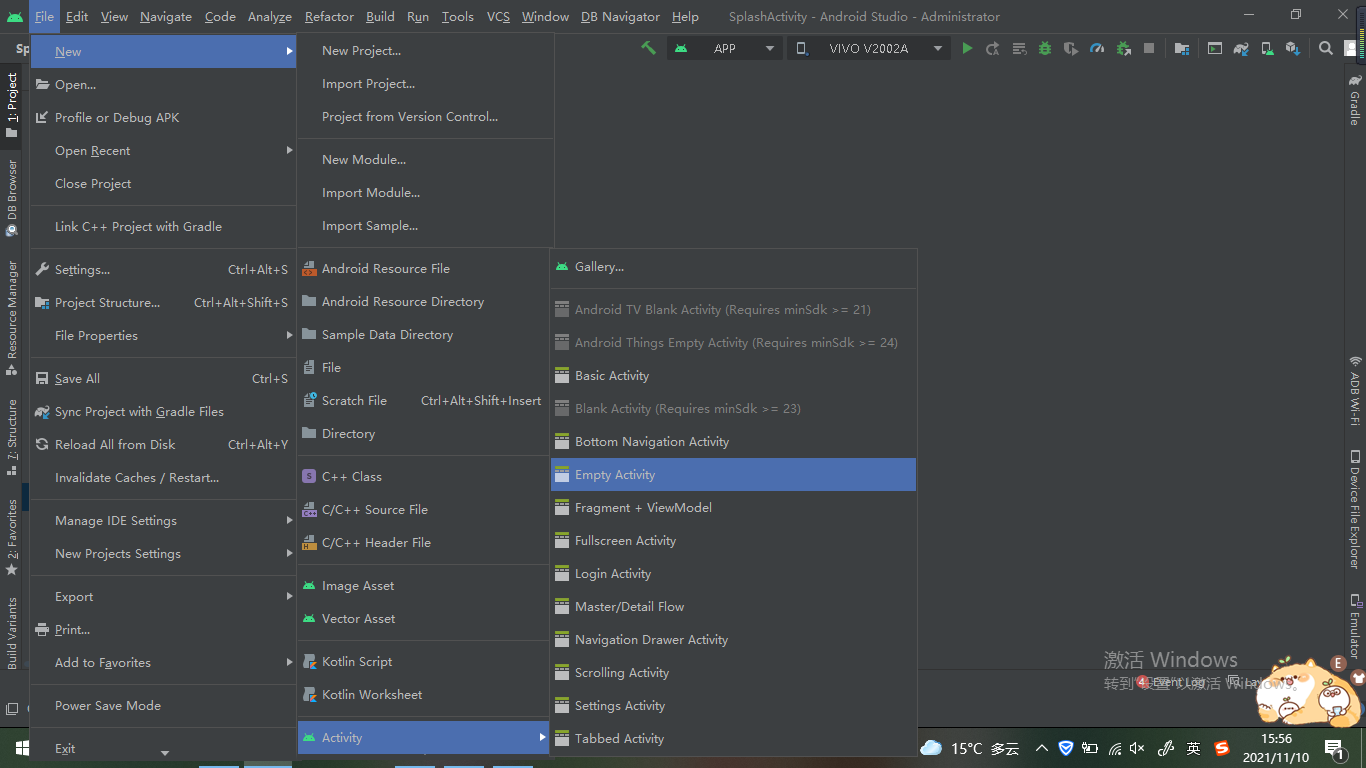 File Edit View Navigate Code Analyze Refactor Build Run Tools VCS Window DB Navigator Help SplashActivity - Android Studio - Administrator
Sp
APP
VIVO V2002A
New
Open...
Profile or Debug APK
Open Recent
Close Project
Link C++ Project with Gradle
Settings... Ctrl+Alt+S
Project Structure... Ctrl+Alt+Shift+S
File Properties
Save All Ctrl+S
Sync Project with Gradle Files
Reload All from Disk Ctrl+Alt+Y
Invalidate Caches / Restart...
Manage IDE Settings
New Projects Settings
Export
Print...
Add to Favorites
Power Save Mode
Exit
New Project...
Import Project...
Project from Version Control...
New Module...
Import Module...
Import Sample...
Android Resource File
Android Resource Directory
Sample Data Directory
File
Scratch File Ctrl+Alt+Shift+Insert
Directory
C++ Class
C/C++ Source File
C/C++ Header File
Image Asset
Vector Asset
Kotlin Script
Kotlin Worksheet
Activity
Gallery...
Android TV Blank Activity (Requires minSdk >= 21)
Android Things Empty Activity (Requires minSdk >= 24)
Basic Activity
Blank Activity (Requires minSdk >= 23)
Bottom Navigation Activity
Empty Activity
Fragment + ViewModel
Fullscreen Activity
Login Activity
Master/Detail Flow
Navigation Drawer Activity
Scrolling Activity
Settings Activity
Tabbed Activity
1: Project
DB Browser
Resource Manager
7: Structure
2: Favorites
Build Variants
Gradle
ADB Wi-Fi
Device File Explorer
Emulator
激活 Windows
转到"设置"以激活 Windows。
4 Event Log
E
15°C 多云
英
15:56
2021/11/10
1